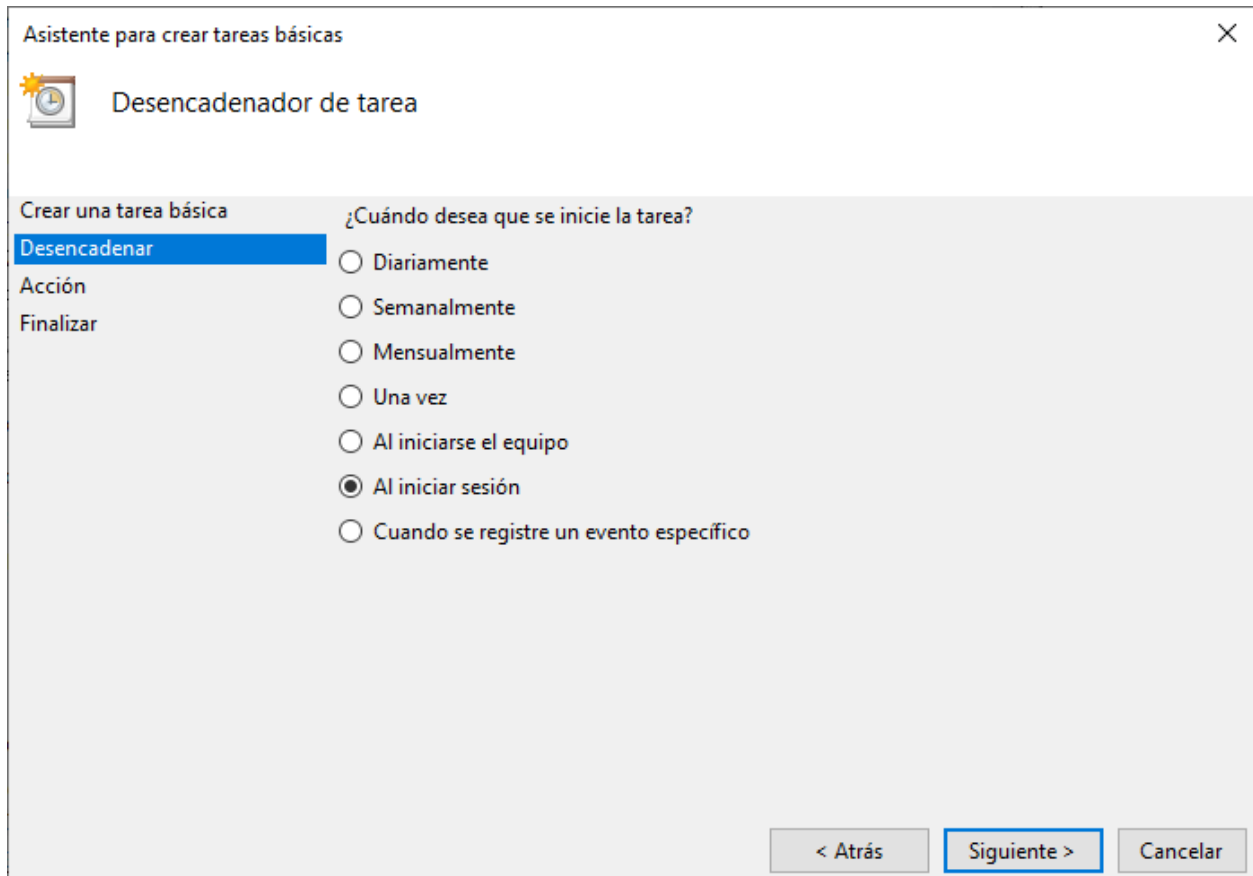 Asistente para crear tareas básicas
Desencadenador de tarea
Crear una tarea básica
Desencadenar
Acción
Finalizar
¿Cuándo desea que se inicie la tarea?
Diariamente
Semanalmente
Mensualmente
Una vez
Al iniciarse el equipo
Al iniciar sesión
Cuando se registre un evento específico
< Atrás
Siguiente >
Cancelar